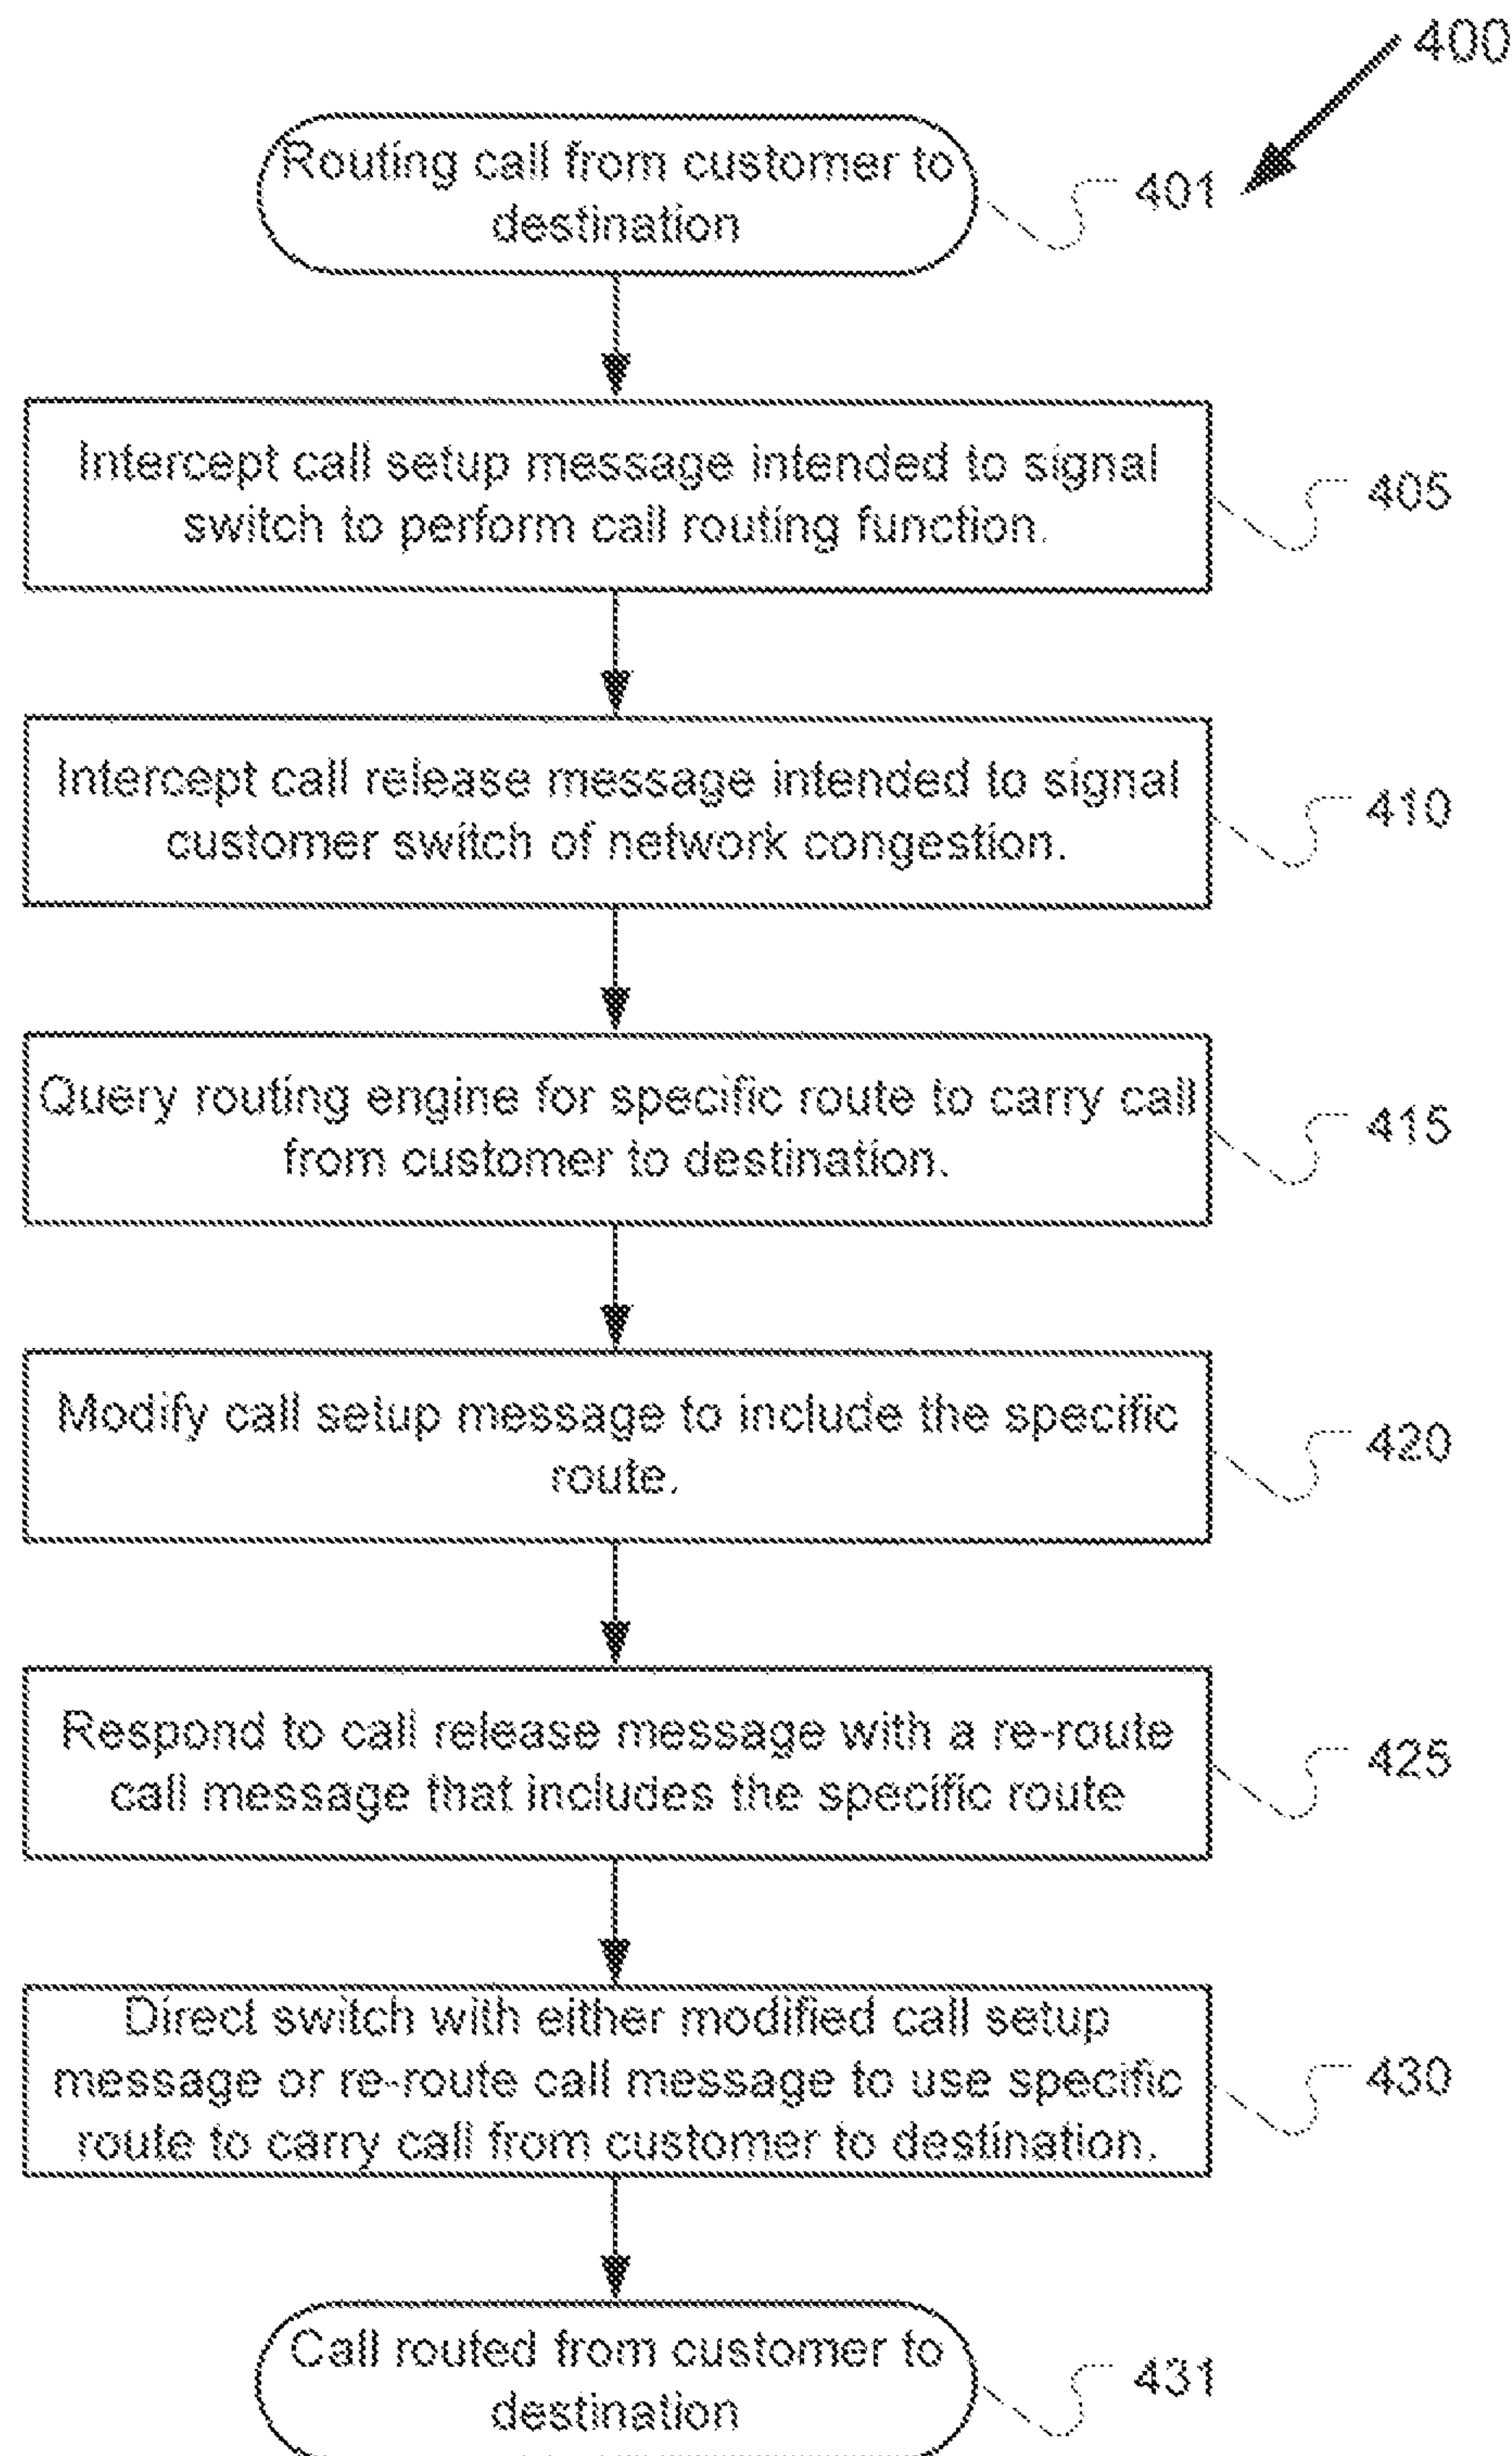 400
Routing call from customer to
destination
401
Intercept call setup message intended to signal
switch to perform call routing function.
405
Intercept call release message intended to signal
customer switch of network congestion.
410
Query routing engine for specific route to carry call
from customer to destination.
415
Modify call setup message to include the specific
route.
420
Respond to call release message with a re-route
call message that includes the specific route
425
Direct switch with either modified call setup
message or re-route call message to use specific
route to carry call from customer to destination.
430
Call routed from customer to
destination
431